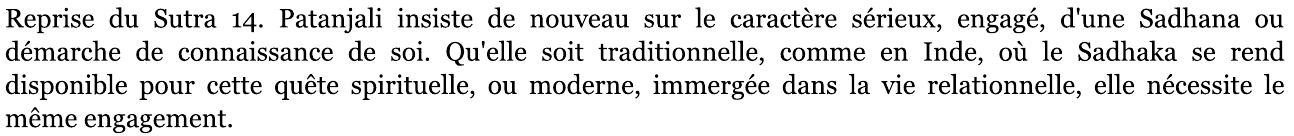 Reprise du Sutra 14. Patanjali insiste de nouveau sur le caractère sérieux, engagé, d'une Sadhana ou
démarche de connaissance de soi. Qu'elle soit traditionnelle, comme en Inde, où le Sadhaka se rend
disponible pour cette quête spirituelle, ou moderne, immergée dans la vie relationnelle, elle nécessite le
même engagement.